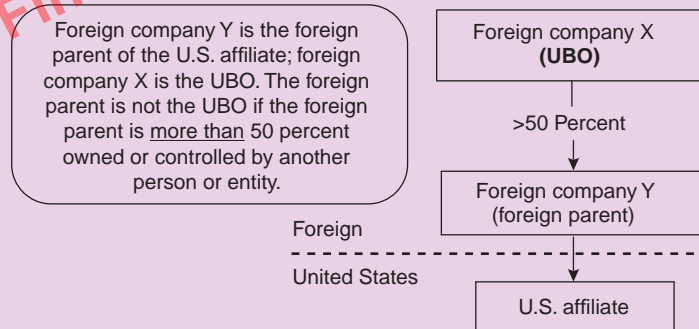 Foreign company Y is the foreign
parent of the U.S. affiliate; foreign
company X is the UBO. The foreign
parent is not the UBO if the foreign
parent is more than 50 percent
owned or controlled by another
person or entity.
Foreign company X
(UBO)
>50 Percent
Foreign company Y
(foreign parent)
Foreign
United States
U.S. affiliate